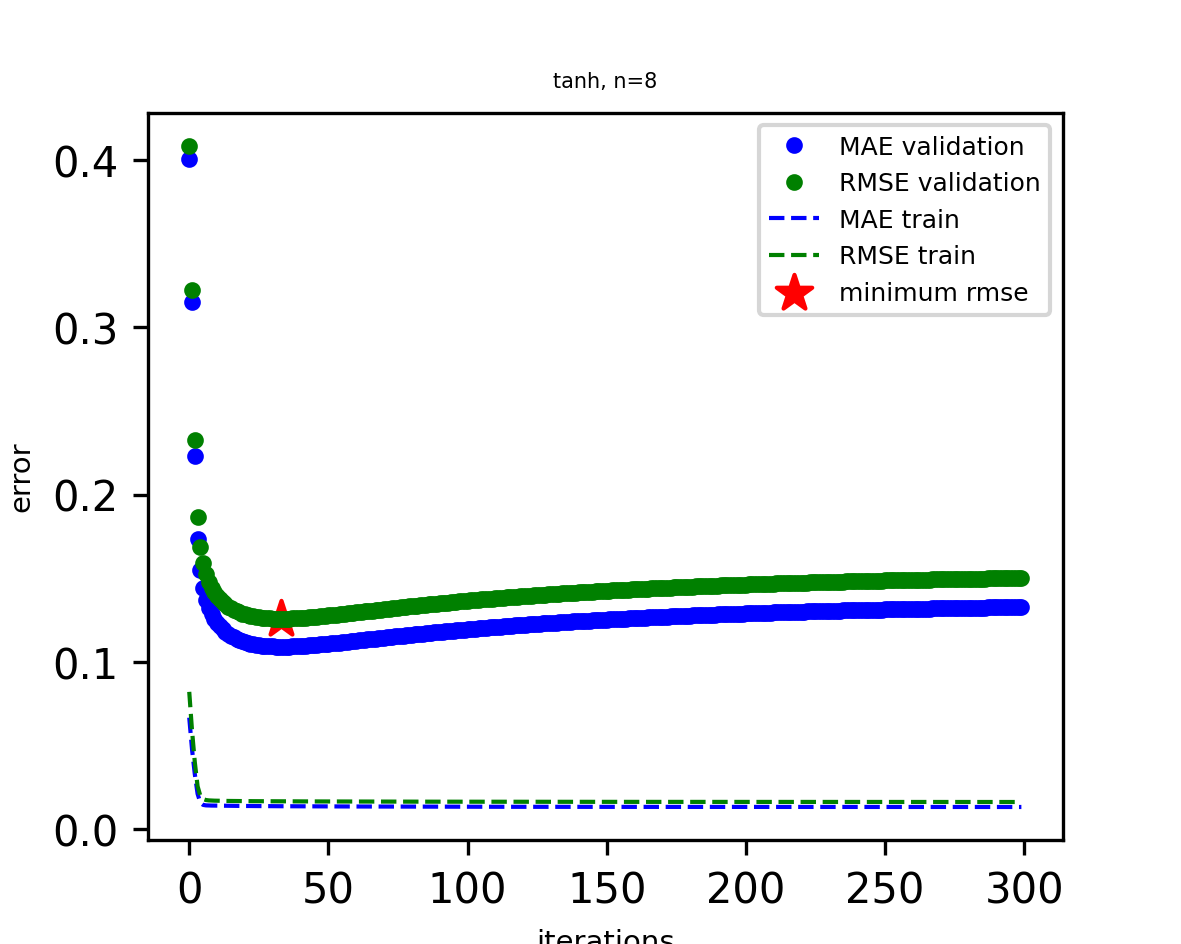 tanh, n=8
MAE validation
RMSE validation
MAE train
RMSE train
minimum rmse
error
0.4
0.3
0.2
0.1
0.0
0 50 100 150 200 250 300
iterations